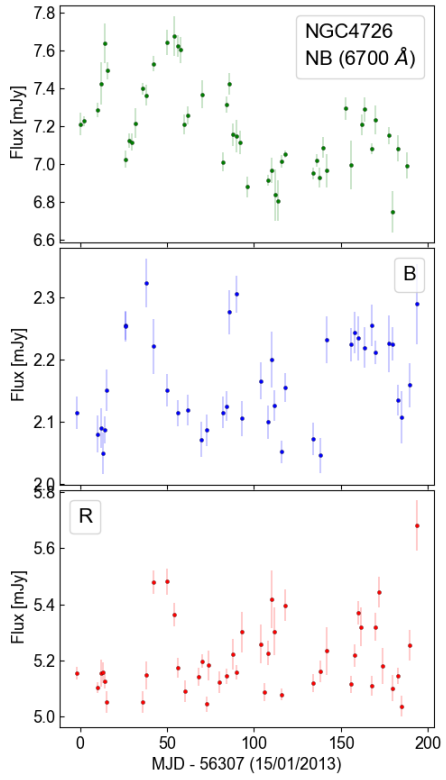 7.8
7.6
7.4
7.2
7.0
6.8
6.6
Flux [mJy]
NGC4726
NB (6700 Å)
2.3
2.2
2.1
2.0
Flux [mJy]
B
5.8
5.6
5.4
5.2
5.0
Flux [mJy]
R
0 50 100 150 200
MJD - 56307 (15/01/2013)